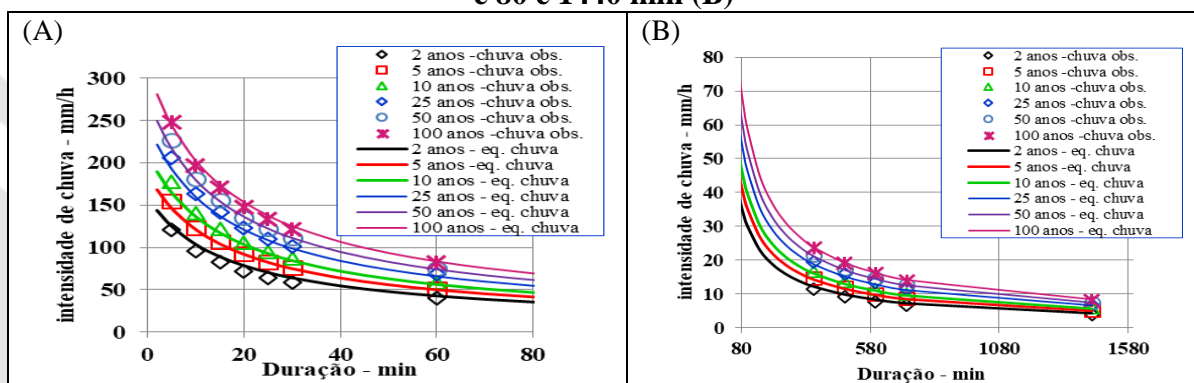 e 80 e 1440 min (B)
(A)
2 anos -chuva obs.
5 anos -chuva obs.
10 anos -chuva obs.
25 anos -chuva obs.
50 anos -chuva obs.
100 anos -chuva obs.
2 anos - eq. chuva
5 anos - eq. chuva
10 anos - eq. chuva
25 anos - eq. chuva
50 anos - eq. chuva
100 anos - eq. chuva
intensidade de chuva - mm/h
300
250
200
150
100
50
0
0 20 40 60 80
Duração - min
(B)
2 anos -chuva obs.
5 anos -chuva obs.
10 anos -chuva obs.
25 anos -chuva obs.
50 anos -chuva obs.
100 anos -chuva obs.
2 anos - eq. chuva
5 anos - eq. chuva
10 anos - eq. chuva
25 anos - eq. chuva
50 anos - eq. chuva
100 anos - eq. chuva
intensidade de chuva - mm/h
80
70
60
50
40
30
20
10
0
80 580 1080 1580
Duração - min